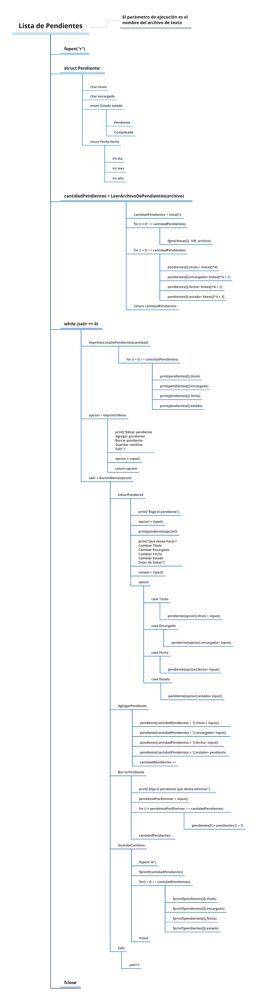 Lista de Pendientes
El parámetro de ejecución es el
nombre del archivo de texto
fopen("r")
struct Pendiente:
char titulo
char encargado
enum Estado estado
Pendiente
Completado
struct Fecha fecha
int dia
int mes
int año
cantidadPendientes = LeerArchivoDePendientes(archivo)
cantidadPendientes = linea[1]
for (i = 0; i < cantidadPendientes)
fgets(lineas[i], 100, archivo)
for (i = 0; i < cantidadPendientes)
pendientes[i].titulo = lineas[i*4]
pendientes[i].encargado= lineas[i*4 + 1]
pendientes[i].fecha= lineas[i*4 + 2]
pendientes[i].estado= lineas[i*4 + 3]
return cantidadPendientes
while (salir == 0)
ImprimirListaDePendientes(cantidad)
for (i = 0; i < cantidadPendientes)
print(pendientes[i].titulo)
print(pendientes[i].encargado)
print(pendientes[i].fecha)
print(pendientes[i].estado)
opcion = ImprimirMenu
print("Editar pendiente
Agregar pendiente
Borrar pendiente
Guardar cambios
Salir")
opcion = input()
return opcion
salir = AccionMenu(opcion)
EditarPendiente
print("Elige el pendiente")
opcion = input()
print(pendiente[opción])
print("Qué desea hacer?
Cambiar Titulo
Cambiar Encargado
Cambiar Fecha
Cambiar Estado
Dejar de Editar")
campo = input()
switch
case Titulo
pendiente[opcion].titulo = input()
case Encargado
pendiente[opcion].encargado= input()
case Fecha
pendiente[opcion].fecha= input()
case Estado
pendiente[opcion].estado= input()
AgregarPendiente
pendiente[cantidadPendientes + 1].titulo = input()
pendiente[cantidadPendientes + 1].encargado= input()
pendiente[cantidadPendientes + 1].fecha= input()
pendiente[cantidadPendientes + 1].estado= pendiente
cantidadPendientes ++
BorrarPendiente
print("Elija el pendiente que desea eliminar")
pendientePorEliminar = input()
for (i = pendientePorEliminar; i < cantidadPendientes)
pendientes[i] = pendientes [i + 1]
cantidadPendientes --
GuardarCambios
fopen("w")
fprintf(cantidadPendientes)
for(i = 0; i < cantidadPendientes)
fprintf(pendientes[i]).titulo)
fprintf(pendientes[i]).encargado)
fprintf(pendientes[i]).fecha)
fprintf(pendientes[i]).estado)
fclose
Salir
salir=1
fclose